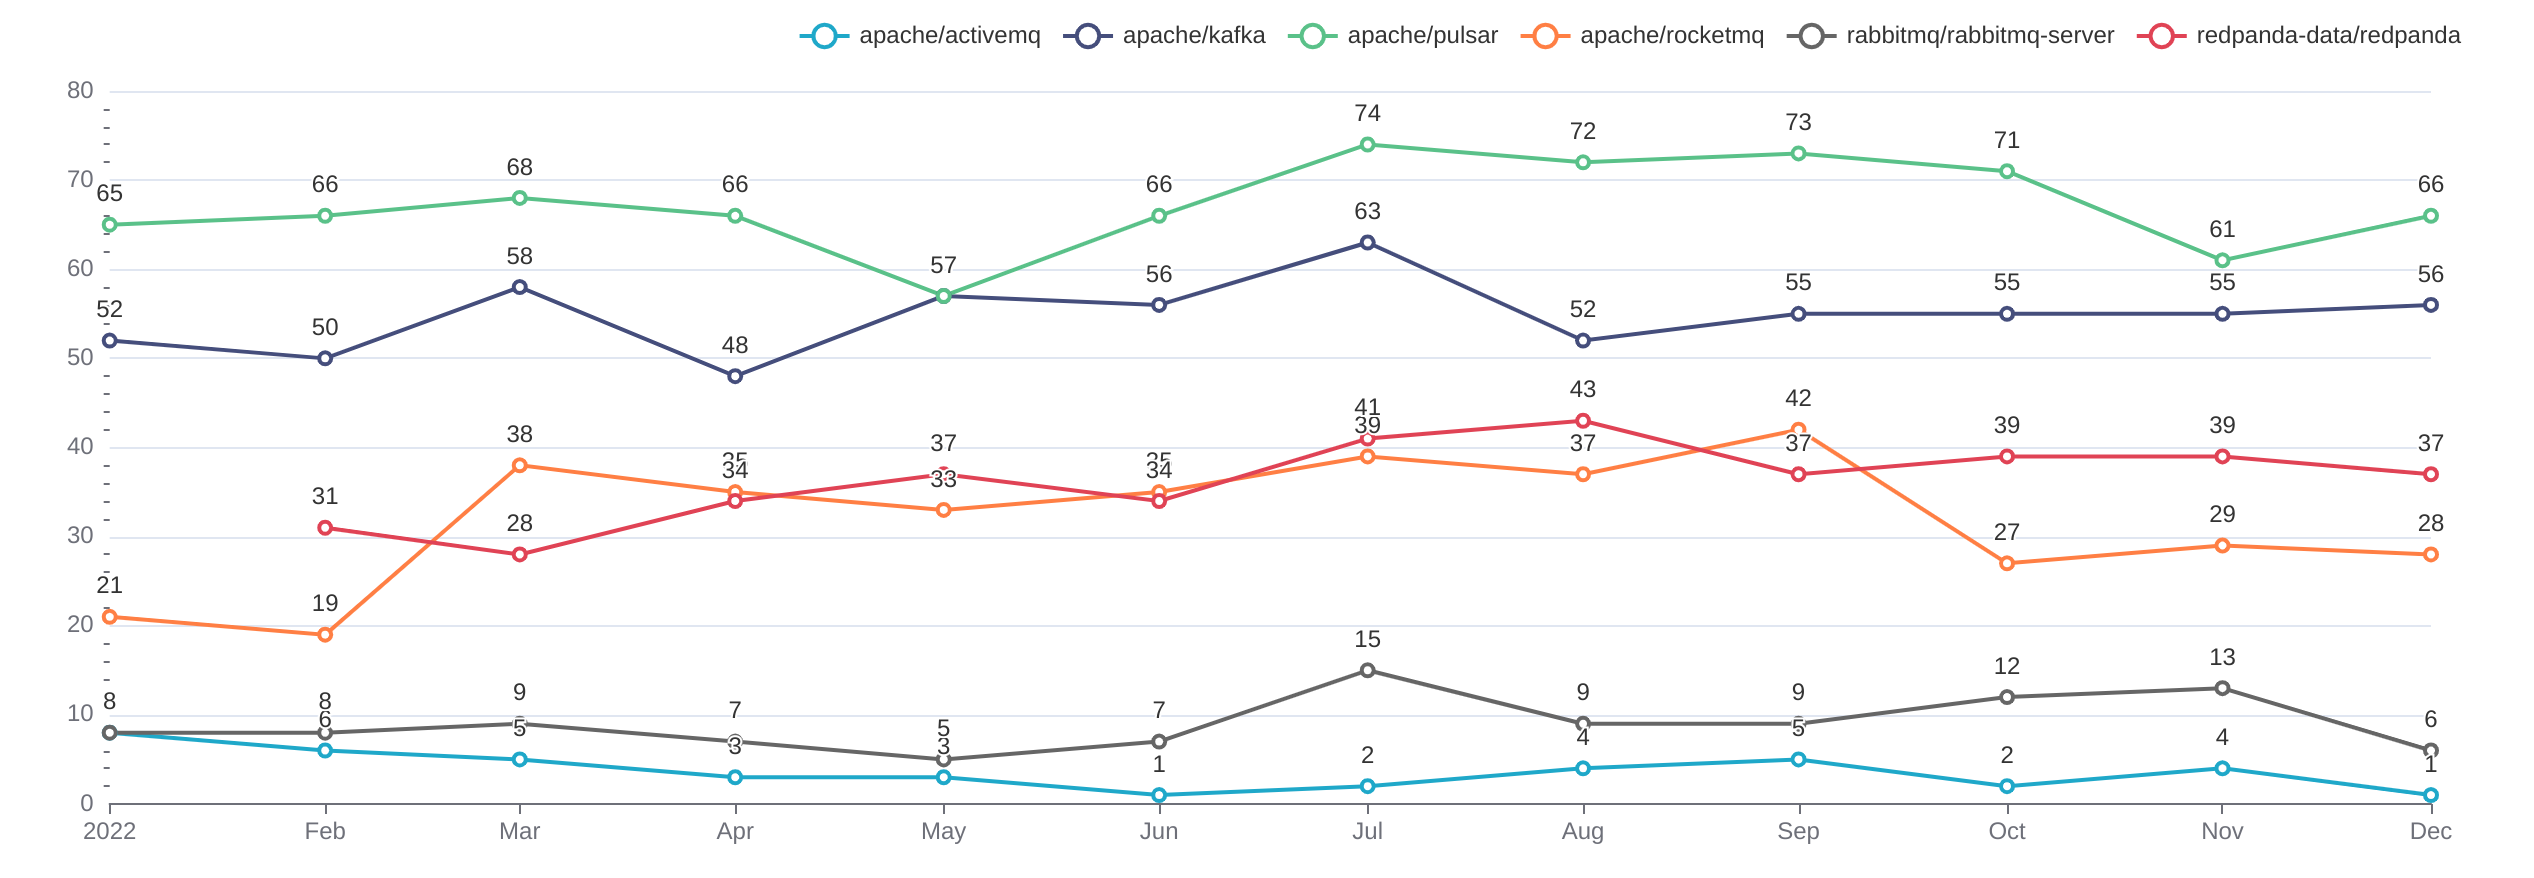 apache/activemq apache/kafka apache/pulsar apache/rocketmq rabbitmq/rabbitmq-server redpanda-data/redpanda
80
74
73
72
71
68
70 65 66 66 66 66
63
61
60 58 57 56 55 55 55 56
52 52
50 50
48
43
42
41
40 38 37 39 37 37 39 39 37
35 34 33 35 34
31
30 28 27 29 28
21
20 19
15
12 13
10 8 8 9 7 7 9 9 6
6 5 3 5 3 1 2 4 5 2 4 1
0
2022 Feb Mar Apr May Jun Jul Aug Sep Oct Nov Dec